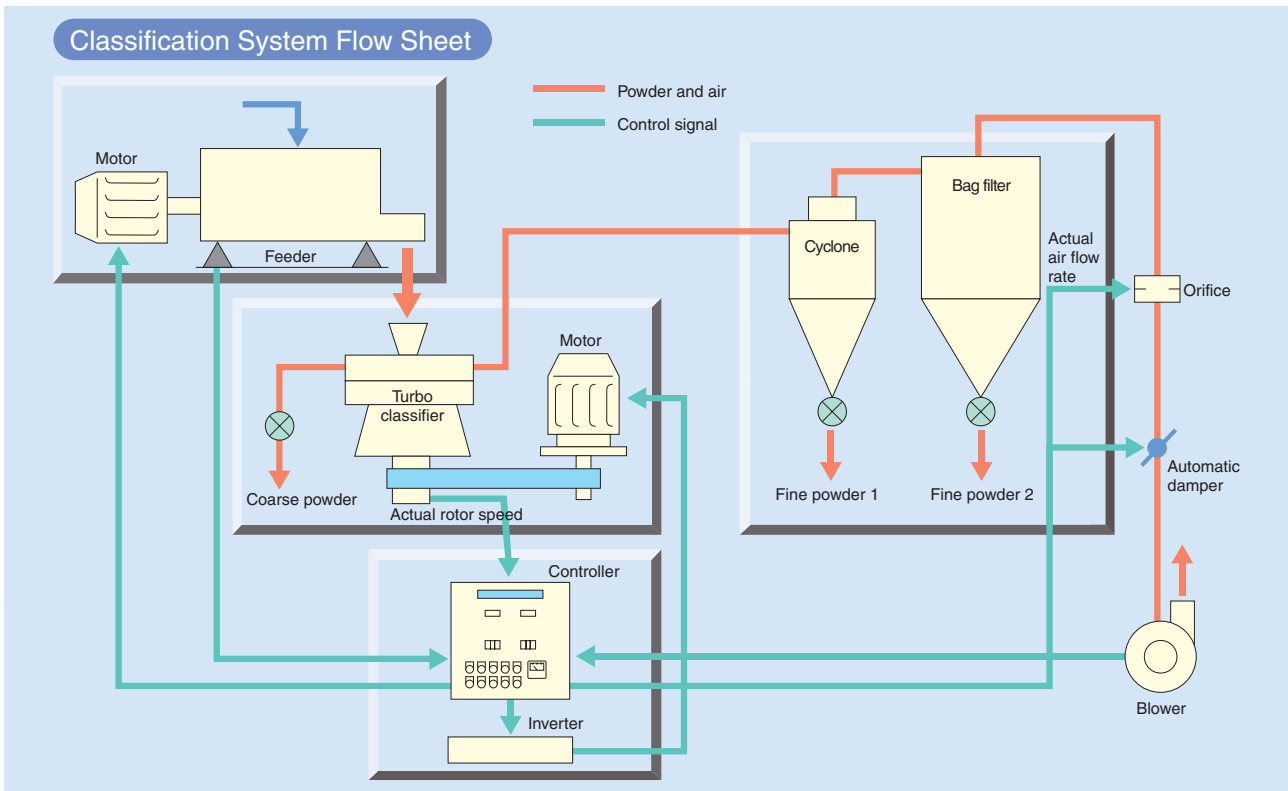 Classification System Flow Sheet
Powder and air
Control signal
Motor
Feeder
Bag filter
Cyclone
Actual
air flow
rate
Orifice
Motor
Turbo
classifier
Automatic
damper
Coarse powder
Fine powder 1
Fine powder 2
Actual rotor speed
Controller
Blower
Inverter